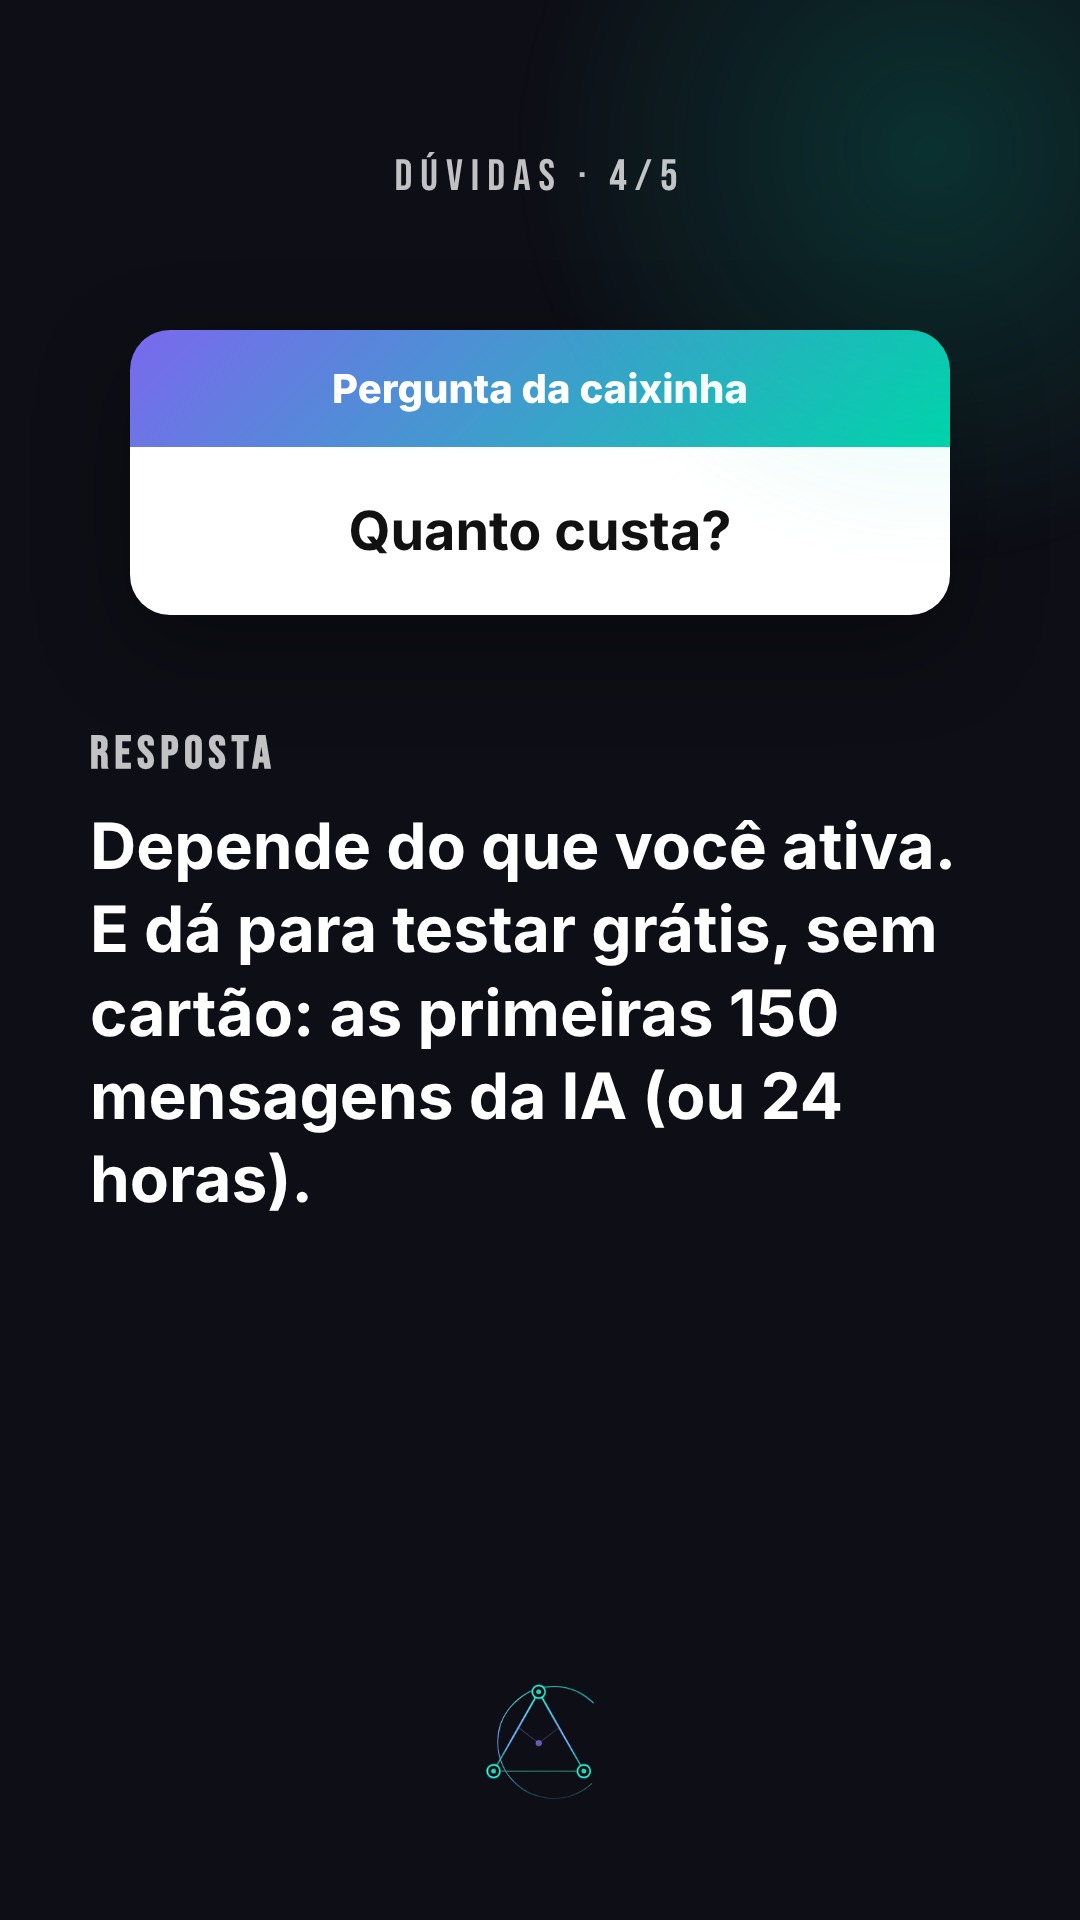 DÚVIDAS · 4/5
Pergunta da caixinha
Quanto custa?
RESPOSTA
Depende do que você ativa.
E dá para testar grátis, sem
cartão: as primeiras 150
mensagens da IA (ou 24
horas).